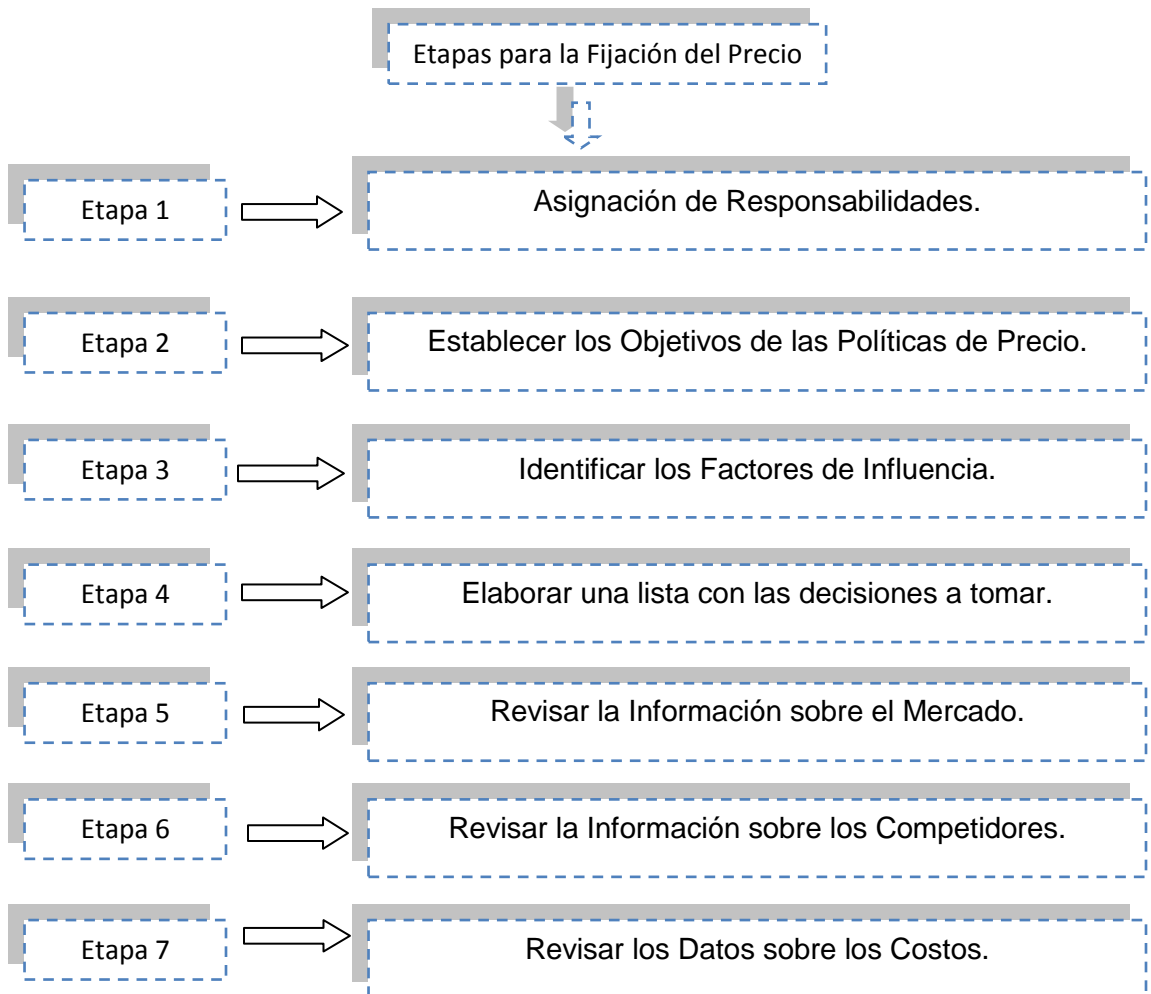 Etapas para la Fijación del Precio
Etapa 1
Asignación de Responsabilidades.
Etapa 2
Establecer los Objetivos de las Políticas de Precio.
Etapa 3
Identificar los Factores de Influencia.
Etapa 4
Elaborar una lista con las decisiones a tomar.
Etapa 5
Revisar la Información sobre el Mercado.
Etapa 6
Revisar la Información sobre los Competidores.
Etapa 7
Revisar los Datos sobre los Costos.